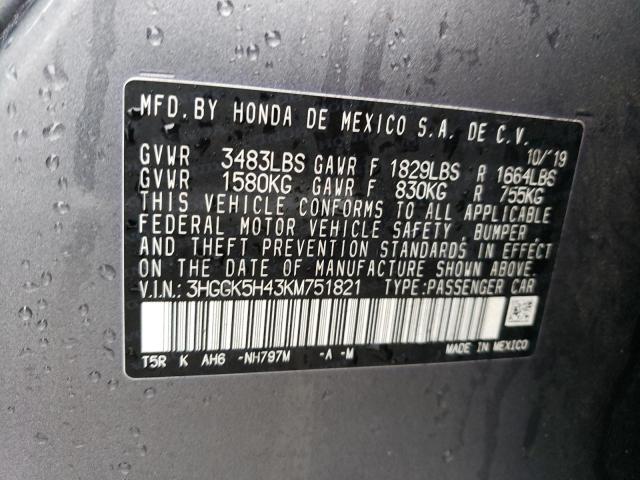 MFD. BY HONDA DE MEXICO S.A. DE C.V.
10/'19
GVWR 3483LBS GAWR F 1829LBS R 1664LBS
GVWR 1580KG GAWR F 830KG R 755KG
THIS VEHICLE CONFORMS TO ALL APPLICABLE
FEDERAL MOTOR VEHICLE SAFETY, BUMPER
AND THEFT PREVENTION STANDARDS IN EFFECT
ON THE DATE OF MANUFACTURE SHOWN ABOVE.
V.I.N.: 3HGGK5H43KM751821 TYPE: PASSENGER CAR
T5R K AH6 -NH797M -A -M MADE IN MEXICO